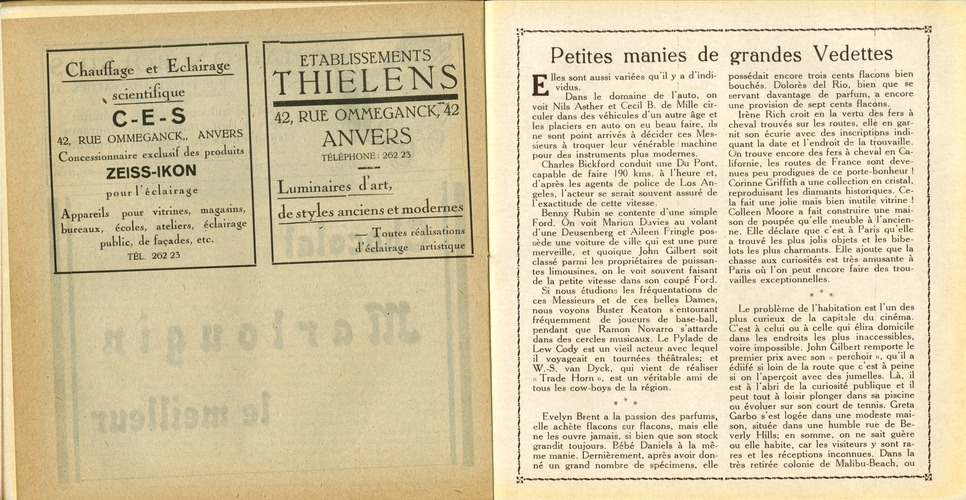 Chauffage et Eclairage
scientifique
C-E-S
42, RUE OMMEGANCK,, ANVERS
Concessionnaire exclusif des produits
ZEISS-IKON
pour l'éclairage
Appareils pour vitrines, magasins,
bureaux, écoles, ateliers, éclairage
public, de façades, etc.
TÉL. 262 23
ETABLISSEMENTS
THIELENS
42, RUE OMMEGANCK, 42
ANVERS
TÉLÉPHONE: 262 23
Luminaires d'art,
de styles anciens et modernes
— Toutes réalisations
d'éclairage artistique
Marlougin
le meilleur
Petites manies de grandes Vedettes
Elles sont aussi variées qu'il y a d'indi-
vidus.
Dans le domaine de l'auto, on
voit Nils Asther et Cecil B. de Mille cir-
culer dans des véhicules d'un autre âge et
les placiers en auto on eu beau faire, ils
ne sont point arrivés à décider ces Mes-
sieurs à troquer leur vénérable machine
pour des instruments plus modernes.
Charles Bickford conduit une Du Pont,
capable de faire 190 kms. à l'heure et,
d'après les agents de police de Los An-
geles, l'acteur se serait souvent assuré de
l'exactitude de cette vitesse.
Benny Rubin se contente d'une simple
Ford. On voit Marion Davies au volant
d'une Deusenberg et Aileen Fringle pos-
sède une voiture de ville qui est une pure
merveille, et quoique John Gilbert soit
classé parmi les propriétaires de puissan-
tes limousines, on le voit souvent faisant
de la petite vitesse dans son coupé Ford.
Si nous étudions les fréquentations de
ces Messieurs et de ces belles Dames,
nous voyons Buster Keaton s'entourant
fréquemment de joueurs de base-ball,
pendant que Ramon Novarro s'attarde
dans des cercles musicaux. Le Pylade de
Lew Cody est un vieil acteur avec lequel
il voyageait en tournées théâtrales; et
W.-S. van Dyck, qui vient de réaliser
« Trade Horn », est un véritable ami de
tous les cow-boys de la région.
* * *
Evelyn Brent a la passion des parfums,
elle achète flacons sur flacons, mais elle
ne les ouvre jamais, si bien que son stock
grandit toujours. Bébé Daniels à la mê-
me manie. Dernièrement, après avoir don-
né un grand nombre de spécimens, elle
possédait encore trois cents flacons bien
bouchés. Dolorès del Rio, bien que se
servant davantage de parfum, a encore
une provision de sept cents flacons.
Irène Rich croit en la vertu des fers à
cheval trouvés sur les routes, elle en gar-
nit son écurie avec des inscriptions indi-
quant la date et l'endroit de la trouvaille.
On trouve encore des fers à cheval en Ca-
lifornie, les routes de France sont deve-
nues peu prodigues de ce porte-bonheur !
Corinne Griffith a une collection en cristal,
reproduisant les diamants historiques. Ce-
la fait une jolie mais bien inutile vitrine !
Colleen Moore a fait construire une mai-
son de poupée qu'elle meuble à l'ancien-
ne. Elle déclare que c'est à Paris qu'elle
a trouvé les plus jolis objets et les bibe-
lots les plus charmants. Elle ajoute que la
chasse aux curiosités est très amusante à
Paris où l'on peut encore faire des trou-
vailles exceptionnelles.
* * *
Le problème de l'habitation est l'un des
plus curieux de la capitale du cinéma.
C'est à celui ou à celle qui élira domicile
dans les endroits les plus inaccessibles,
voire impossible. John Gilbert remporte le
premier prix avec son « perchoir », qu'il a
édifié si loin de la route que c'est à peine
si on l'aperçoit avec des jumelles. Là, il
est à l'abri de la curiosité publique et il
peut tout à loisir plonger dans sa piscine
ou évoluer sur son court de tennis. Greta
Garbo s'est logée dans une modeste mai-
son, située dans une humble rue de Be-
verly Hills; en somme, on ne sait guère
ou elle habite, car les visiteurs y sont ra-
res et les réceptions inconnues. Dans la
très retirée colonie de Malibu-Beach, ou